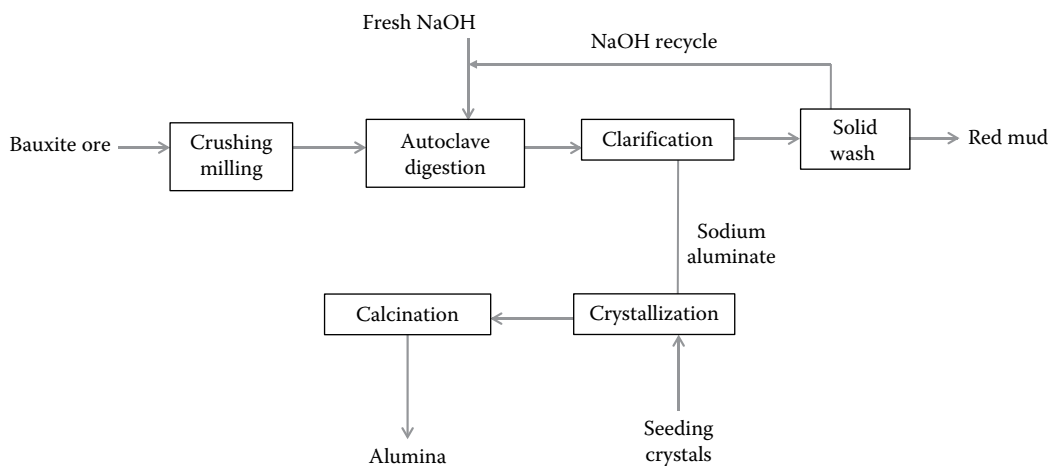 Fresh NaOH
NaOH recycle
Bauxite ore
Crushing
milling
Autoclave
digestion
Clarification
Solid
wash
Red mud
Sodium
aluminate
Calcination
Crystallization
Alumina
Seeding
crystals